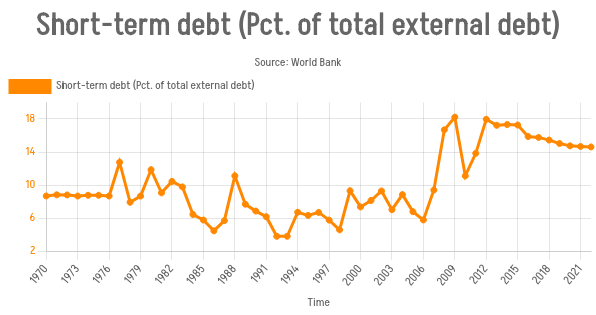 Short-term debt (Pct. of total external debt)
Source: World Bank
Short-term debt (Pct. of total external debt)
18
14
10
6
2
1970 1973 1976 1979 1982 1985 1988 1991 1994 1997 2000 2003 2006 2009 2012 2015 2018 2021
Time